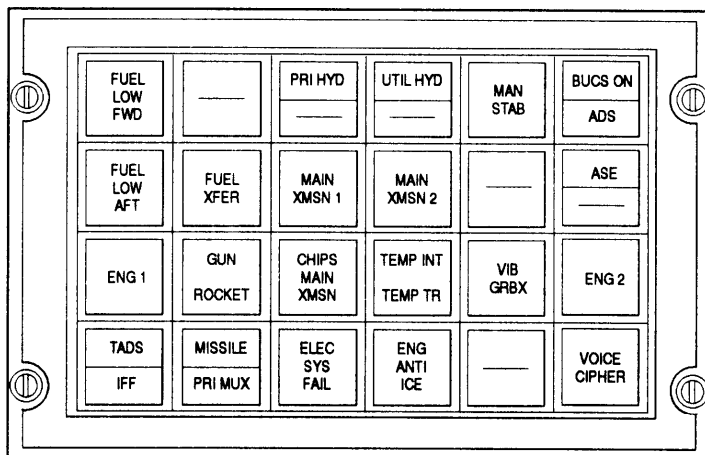 FUEL
LOW
FWD
PRI HYD
UTIL HYD
MAN
STAB
BUCS ON
ADS
FUEL
LOW
AFT
FUEL
XFER
MAIN
XMSN 1
MAIN
XMSN 2
ASE
ENG 1
GUN
ROCKET
CHIPS
MAIN
XMSN
TEMP INT
TEMP TR
VIB
GRBX
ENG 2
TADS
IFF
MISSILE
PRI MUX
ELEC
SYS
FAIL
ENG
ANTI
ICE
VOICE
CIPHER